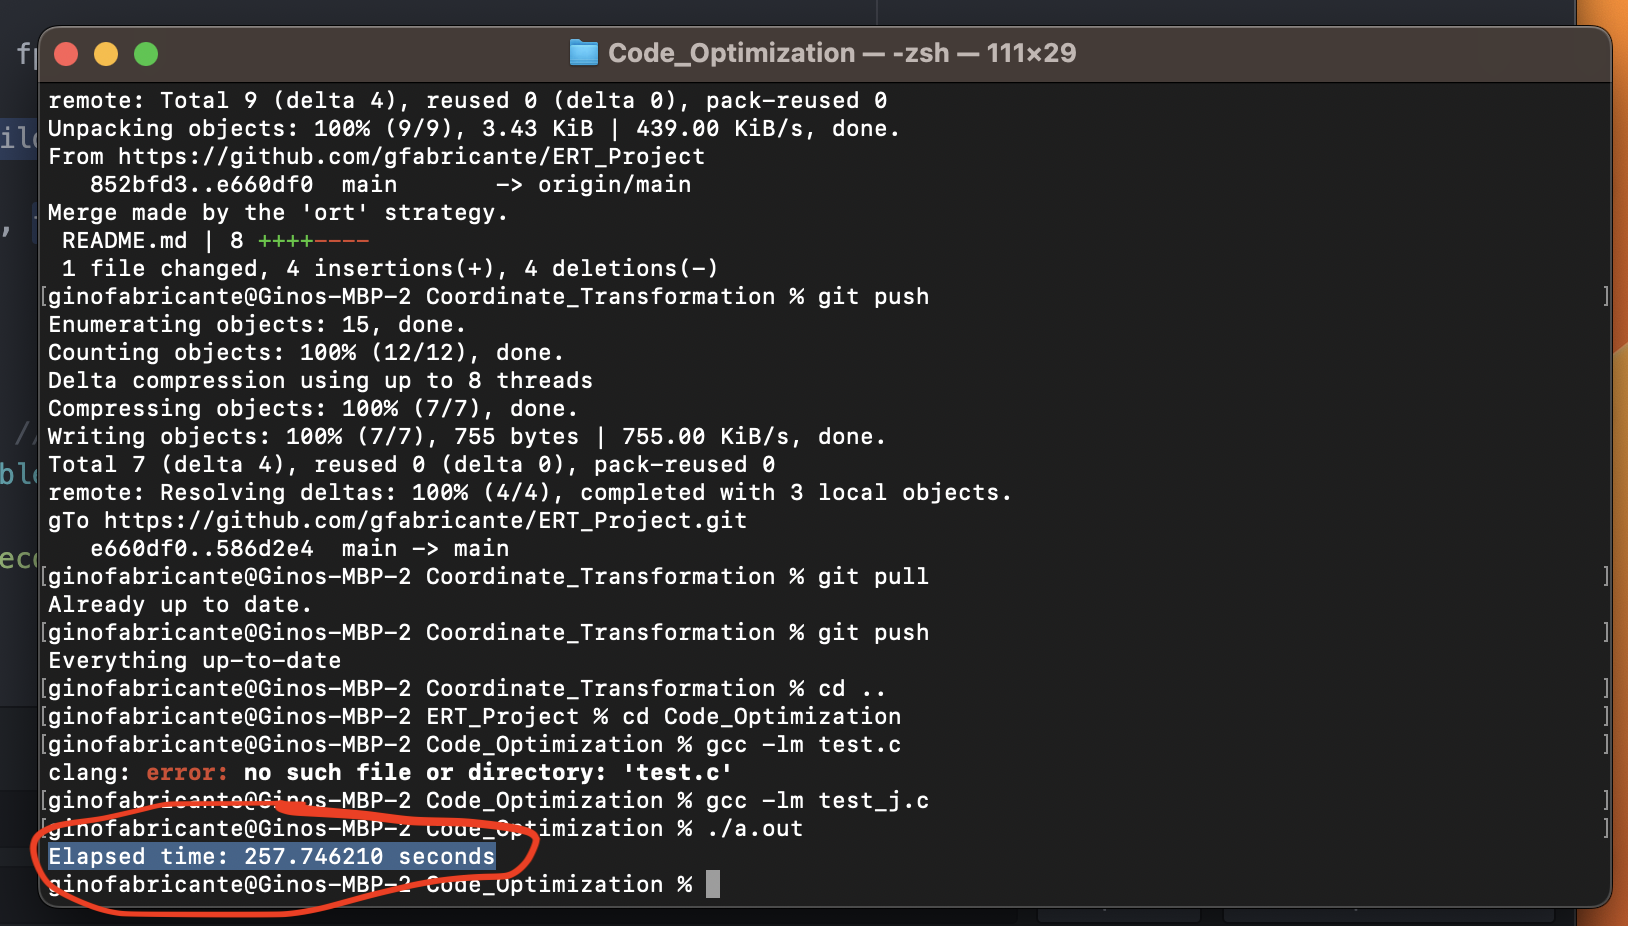 Code_Optimization — -zsh — 111×29
remote: Total 9 (delta 4), reused 0 (delta 0), pack-reused 0
Unpacking objects: 100% (9/9), 3.43 KiB | 439.00 KiB/s, done.
From https://github.com/gfabricante/ERT_Project
   852bfd3..e660df0  main       -> origin/main
Merge made by the 'ort' strategy.
 README.md | 8 ++++----
 1 file changed, 4 insertions(+), 4 deletions(-)
[ginofabricante@Ginos-MBP-2 Coordinate_Transformation % git push ]
Enumerating objects: 15, done.
Counting objects: 100% (12/12), done.
Delta compression using up to 8 threads
Compressing objects: 100% (7/7), done.
Writing objects: 100% (7/7), 755 bytes | 755.00 KiB/s, done.
Total 7 (delta 4), reused 0 (delta 0), pack-reused 0
remote: Resolving deltas: 100% (4/4), completed with 3 local objects.
gTo https://github.com/gfabricante/ERT_Project.git
   e660df0..586d2e4  main -> main
[ginofabricante@Ginos-MBP-2 Coordinate_Transformation % git pull ]
Already up to date.
[ginofabricante@Ginos-MBP-2 Coordinate_Transformation % git push ]
Everything up-to-date
[ginofabricante@Ginos-MBP-2 Coordinate_Transformation % cd .. ]
[ginofabricante@Ginos-MBP-2 ERT_Project % cd Code_Optimization ]
[ginofabricante@Ginos-MBP-2 Code_Optimization % gcc -lm test.c ]
clang: error: no such file or directory: 'test.c'
[ginofabricante@Ginos-MBP-2 Code_Optimization % gcc -lm test_j.c ]
[ginofabricante@Ginos-MBP-2 Code_Optimization % ./a.out ]
Elapsed time: 257.746210 seconds
ginofabricante@Ginos-MBP-2 Code_Optimization %